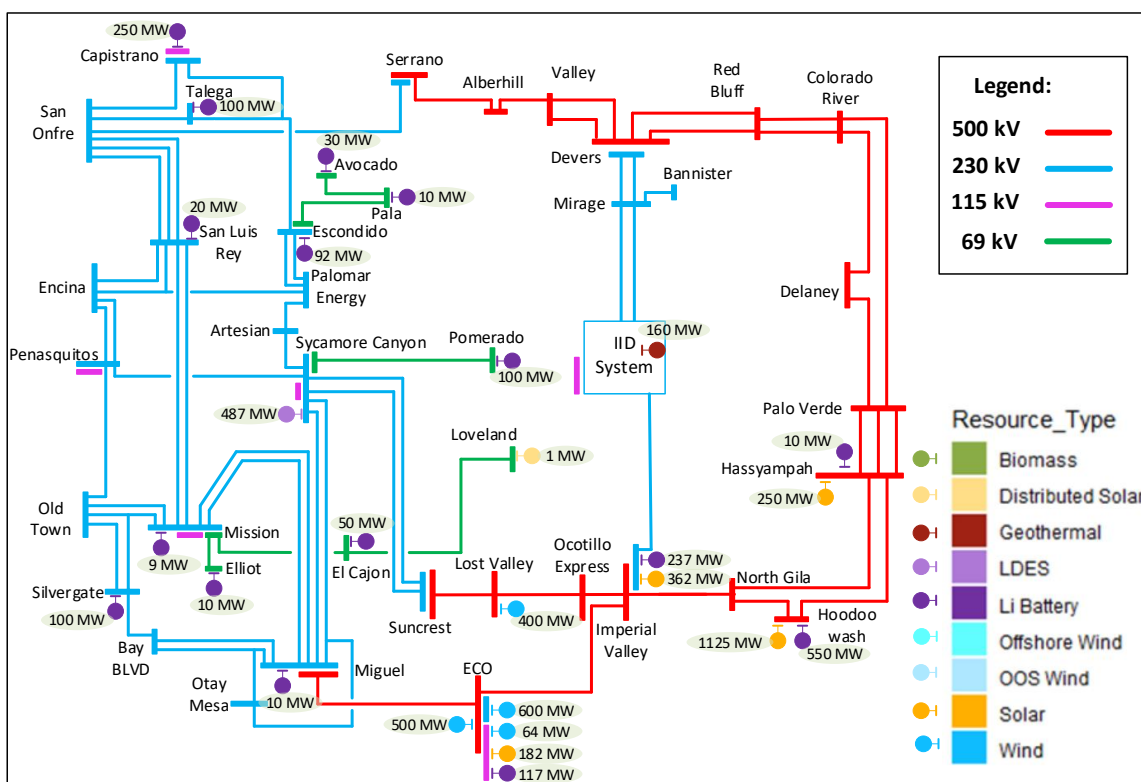 250 MW
Capistrano
Serrano
Alberhill
Valley
Red
Bluff
Colorado
River
Legend:
500 kV
230 kV
115 kV
69 kV
San
Onfre
Talega
100 MW
30 MW
Avocado
Devers
Bannister
Mirage
10 MW
Pala
20 MW
San Luis
Rey
Escondido
92 MW
Encina
Palomar
Energy
Delaney
Artesian
Sycamore Canyon
Pomerado
100 MW
160 MW
IID
System
Penasquitos
487 MW
Loveland
1 MW
Palo Verde
10 MW
Hassyampah
250 MW
Resource_Type
Biomass
Distributed Solar
Geothermal
LDES
Li Battery
Offshore Wind
OOS Wind
Solar
Wind
Old
Town
Mission
9 MW
Elliot
10 MW
50 MW
El Cajon
Lost Valley
Ocotillo
Express
237 MW
362 MW
North Gila
Silvergate
100 MW
Suncrest
400 MW
Imperial
Valley
Hoodoo
wash
1125 MW
550 MW
Bay
BLVD
Miguel
10 MW
Otay
Mesa
ECO
500 MW
600 MW
64 MW
182 MW
117 MW